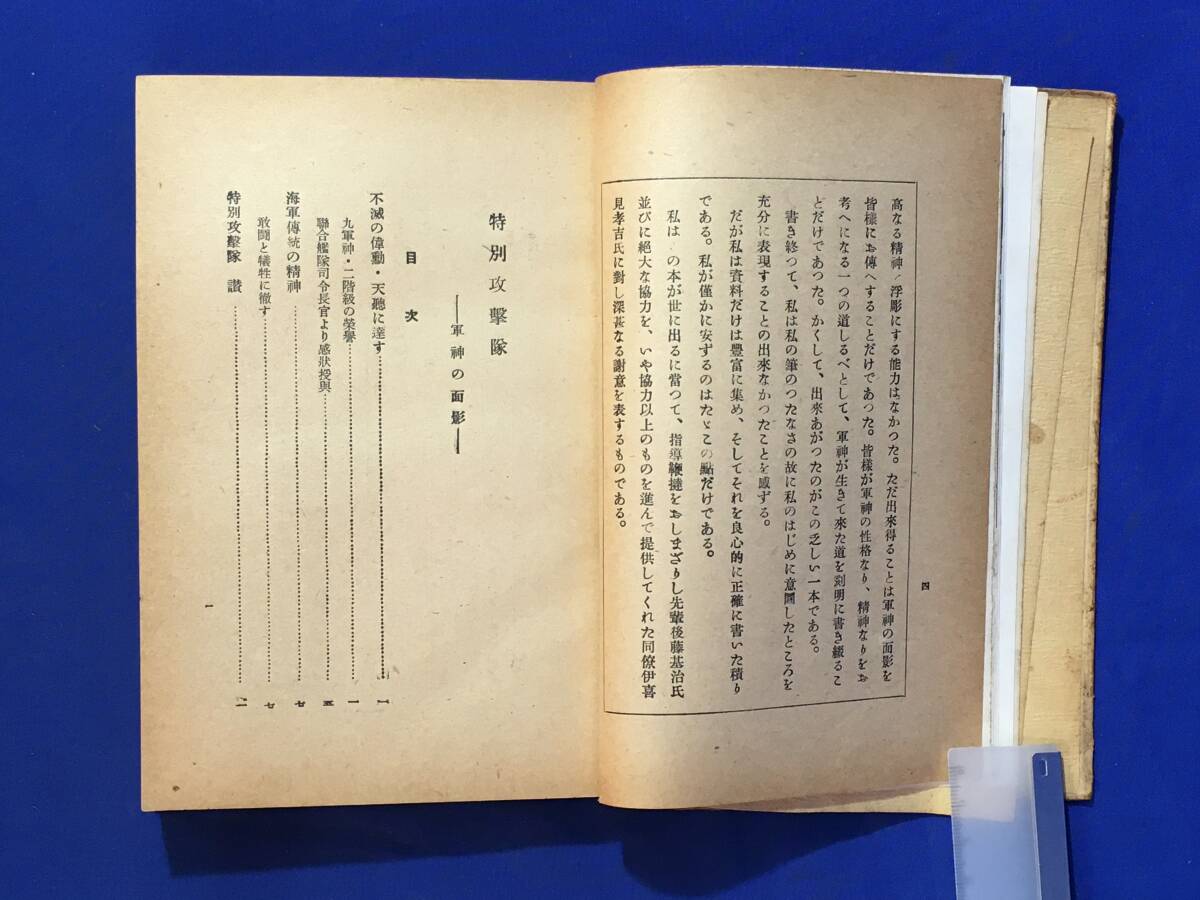 高なる精神を浮彫にする能力はなかつた。ただ出來得ることは軍神の面影を
皆樣にお傳へすることだけであつた。皆樣が軍神の性格なり、精神なりをお
考へになる一つの道しるべとして、軍神が生きて來た道を刻明に書き綴るこ
とだけであつた。かくして、出來あがつたのがこの乏しい一本である。
書き終つて、私は私の筆のつたなさの故に私のはじめに意圖したところを
充分に表現することの出來なかつたことを感ずる。
だが私は資料だけは豐富に集め、そしてそれを良心的に正確に書いた積り
である。私が僅かに安ずるのはたゞこの點だけである。
私は の本が世に出るに當つて、指導鞭撻をおしまざりし先輩後藤基治氏
並びに絕大な協力を、いや協力以上のものを進んで提供してくれた同僚伊喜
見孝吉氏に對し深甚なる謝意を表するものである。
四
特別攻擊隊
——軍神の面影——
目次
不滅の偉勳・天聽に達す……一
九軍神・二階級の榮譽……一
聯合艦隊司令長官より感狀授與……五
海軍傳統の精神……七
敢鬪と犧牲に徹す……七
特別攻擊隊 讃……一
一